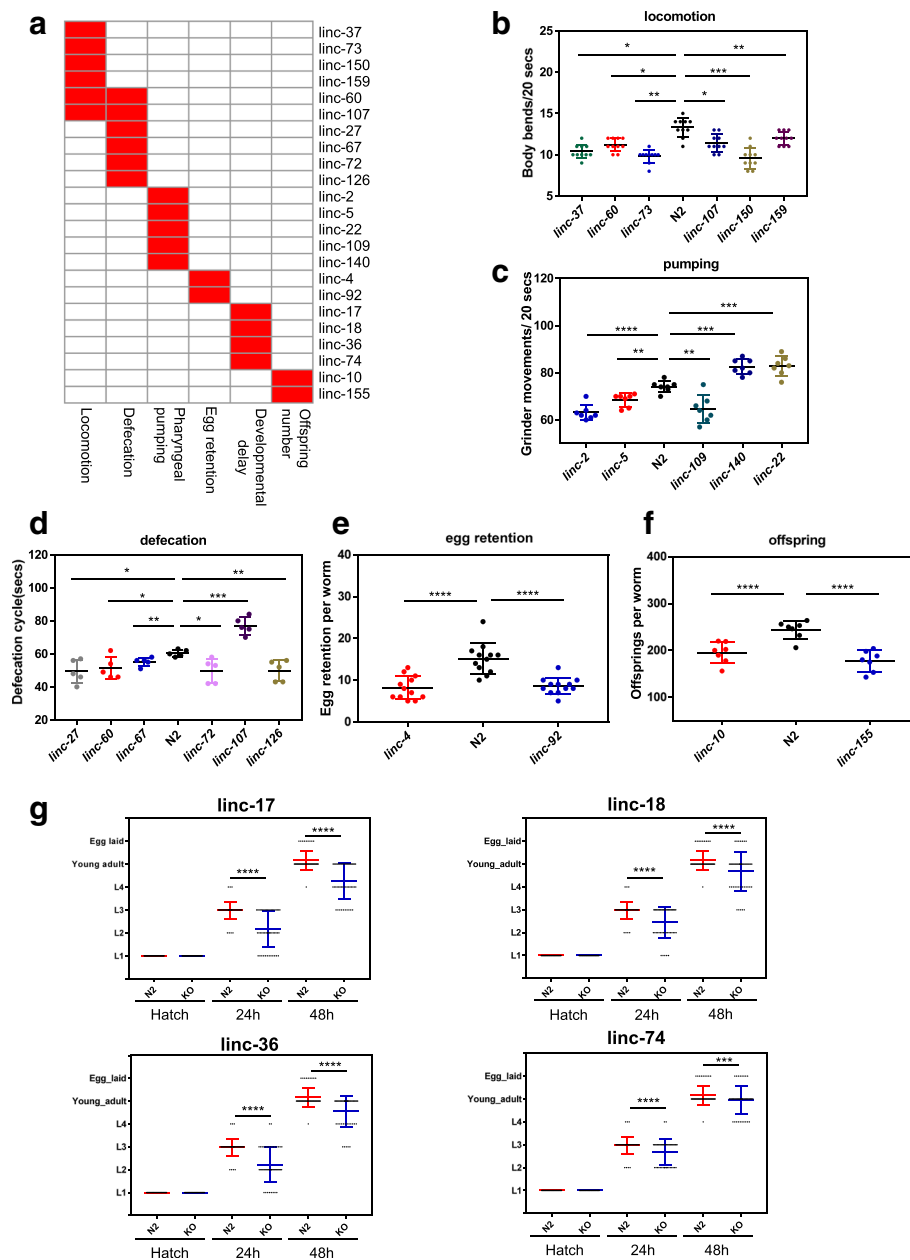 a
linc-37
linc-73
linc-150
linc-159
linc-60
linc-107
linc-27
linc-67
linc-72
linc-126
linc-2
linc-5
linc-22
linc-109
linc-140
linc-4
linc-92
linc-17
linc-18
linc-36
linc-74
linc-10
linc-155
Locomotion
Defecation
Pharyngeal
pumping
Egg retention
Developmental
delay
Offspring
number
b
locomotion
Body bends/20 secs
25
20
15
10
5
*
**
*
***
**
*
linc-37
linc-60
linc-73
N2
linc-107
linc-150
linc-159
c
pumping
Grinder movements/ 20 secs
120
100
80
60
***
****
***
**
**
linc-2
linc-5
N2
linc-109
linc-140
linc-22
d
defecation
Defecation cycle(secs)
120
100
80
60
40
20
*
**
*
***
**
*
linc-27
linc-60
linc-67
N2
linc-72
linc-107
linc-126
e
egg retention
Egg retention per worm
40
30
20
10
0
****
****
linc-4
N2
linc-92
f
offspring
Offsprings per worm
400
300
200
100
****
****
linc-10
N2
linc-155
g
linc-17
Egg laid
Young adult
L4
L3
L2
L1
****
****
N2
KO
N2
KO
N2
KO
Hatch
24h
48h
linc-18
Egg_laid
Young_adult
L4
L3
L2
L1
****
****
N2
KO
N2
KO
N2
KO
Hatch
24h
48h
linc-36
Egg_laid
Young_adult
L4
L3
L2
L1
****
****
N2
KO
N2
KO
N2
KO
Hatch
24h
48h
linc-74
Egg_laid
Young_adult
L4
L3
L2
L1
****
***
N2
KO
N2
KO
N2
KO
Hatch
24h
48h